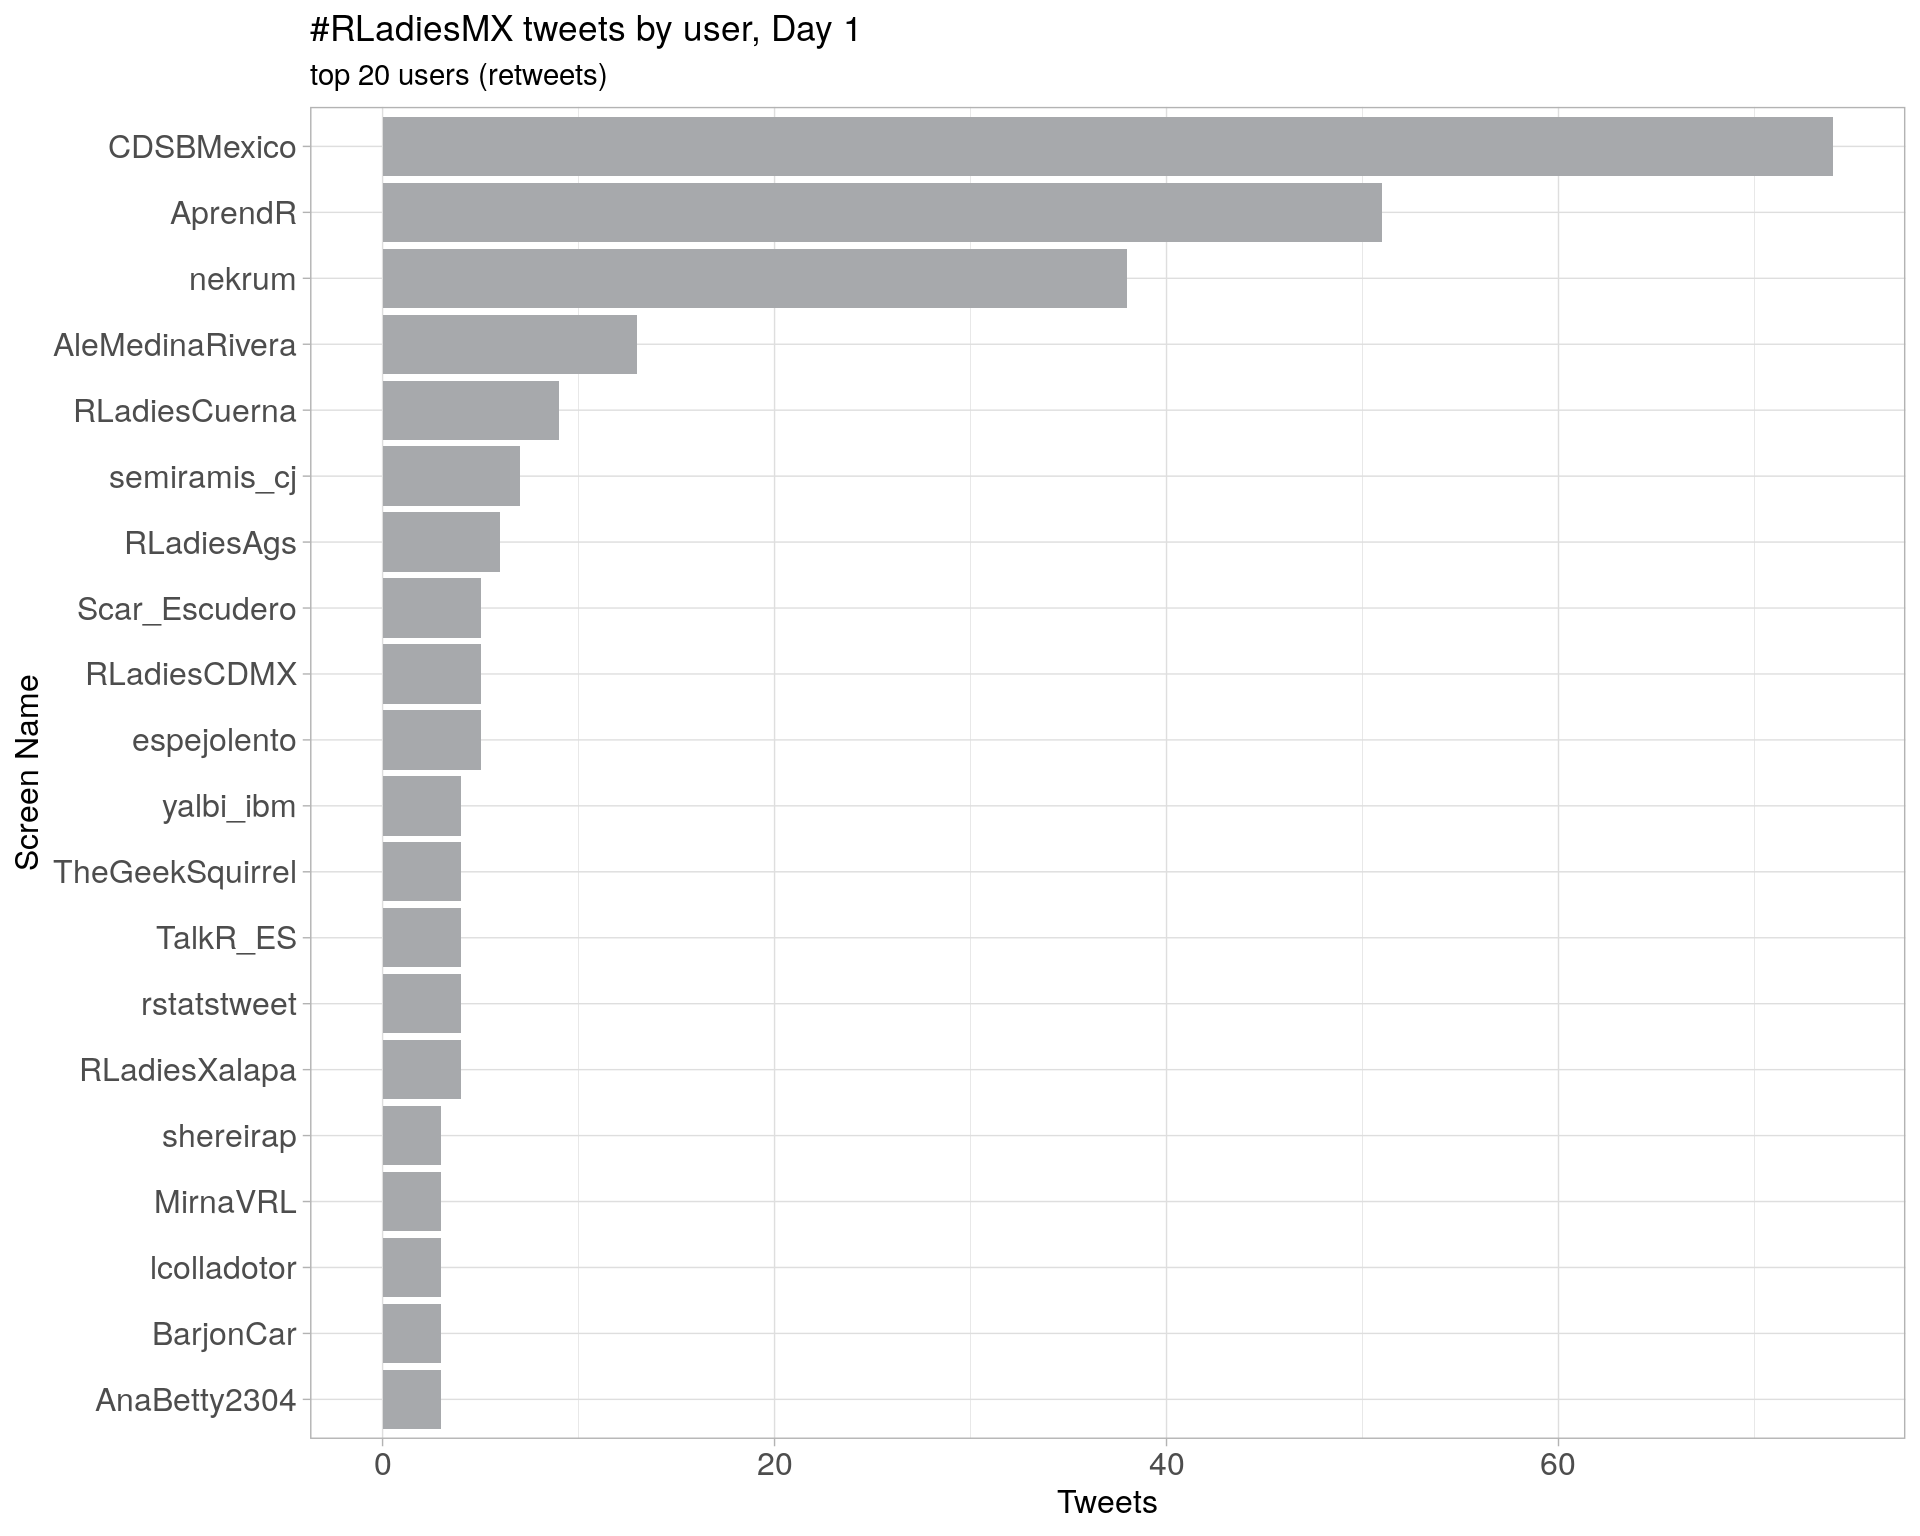 #RLadiesMX tweets by user, Day 1
top 20 users (retweets)
CDSBMexico
AprendR
nekrum
AleMedinaRivera
RLadiesCuerna
semiramis_cj
RLadiesAgs
Scar_Escudero
RLadiesCDMX
espejolento
yalbi_ibm
TheGeekSquirrel
TalkR_ES
rstatstweet
RLadiesXalapa
shereirap
MirnaVRL
lcolladotor
BarjonCar
AnaBetty2304
Screen Name
0 20 40 60
Tweets